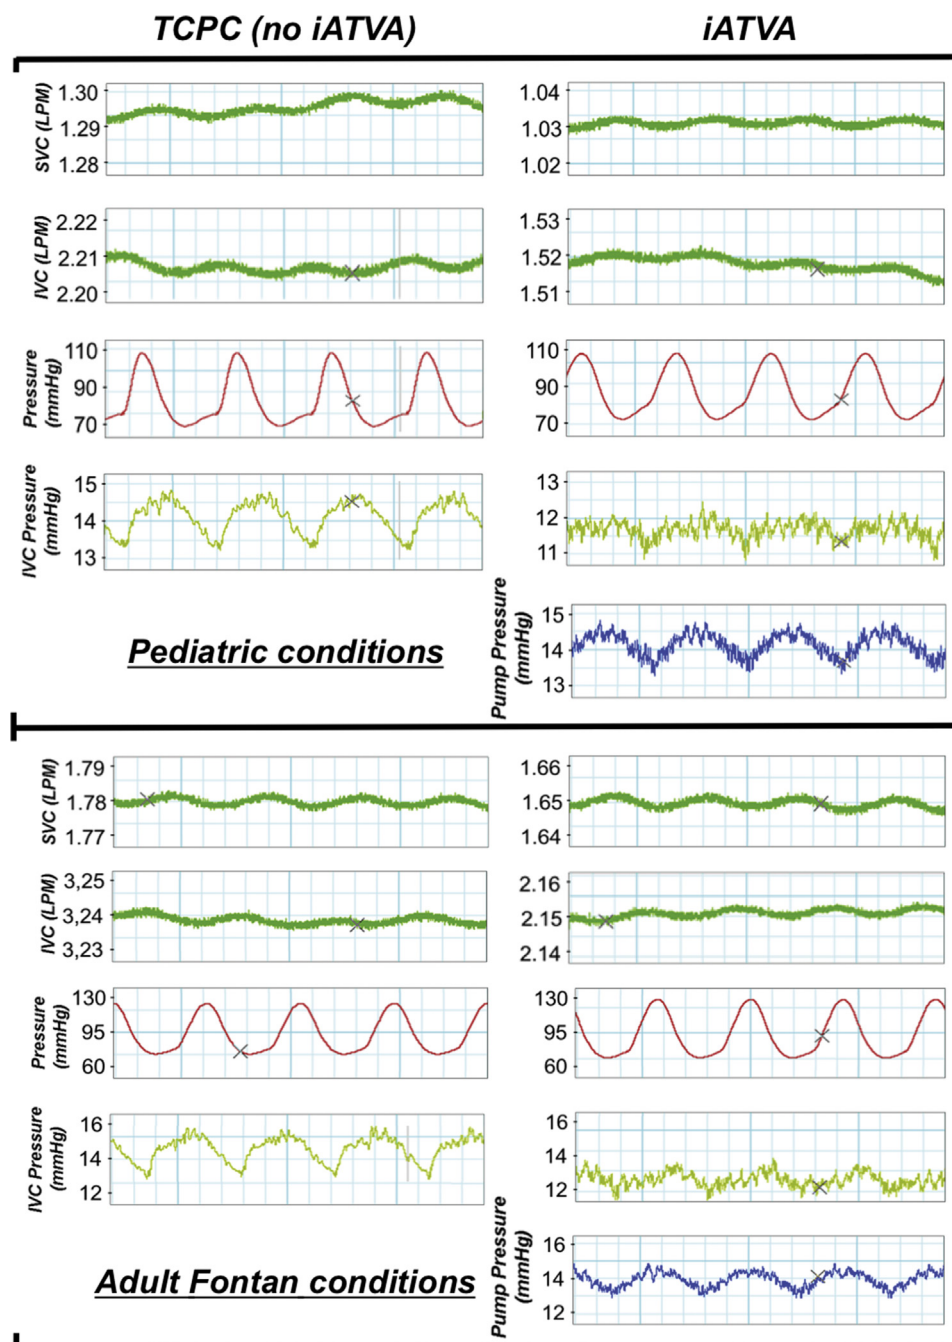 TCPC (no iATVA)
iATVA
SVC (LPM)
1.30
1.29
1.28
1.04
1.03
1.02
IVC (LPM)
2.22
2.21
2.20
1.53
1.52
1.51
Pressure
(mmHg)
110
90
70
110
90
70
IVC Pressure
(mmHg)
15
14
13
13
12
11
Pediatric conditions
Pump Pressure
(mmHg)
15
14
13
SVC (LPM)
1.79
1.78
1.77
1.66
1.65
1.64
IVC (LPM)
3,25
3,24
3,23
2.16
2.15
2.14
Pressure
(mmHg)
130
95
60
130
95
60
IVC Pressure
(mmHg)
16
14
12
16
14
12
Adult Fontan conditions
Pump Pressure
(mmHg)
16
14
12